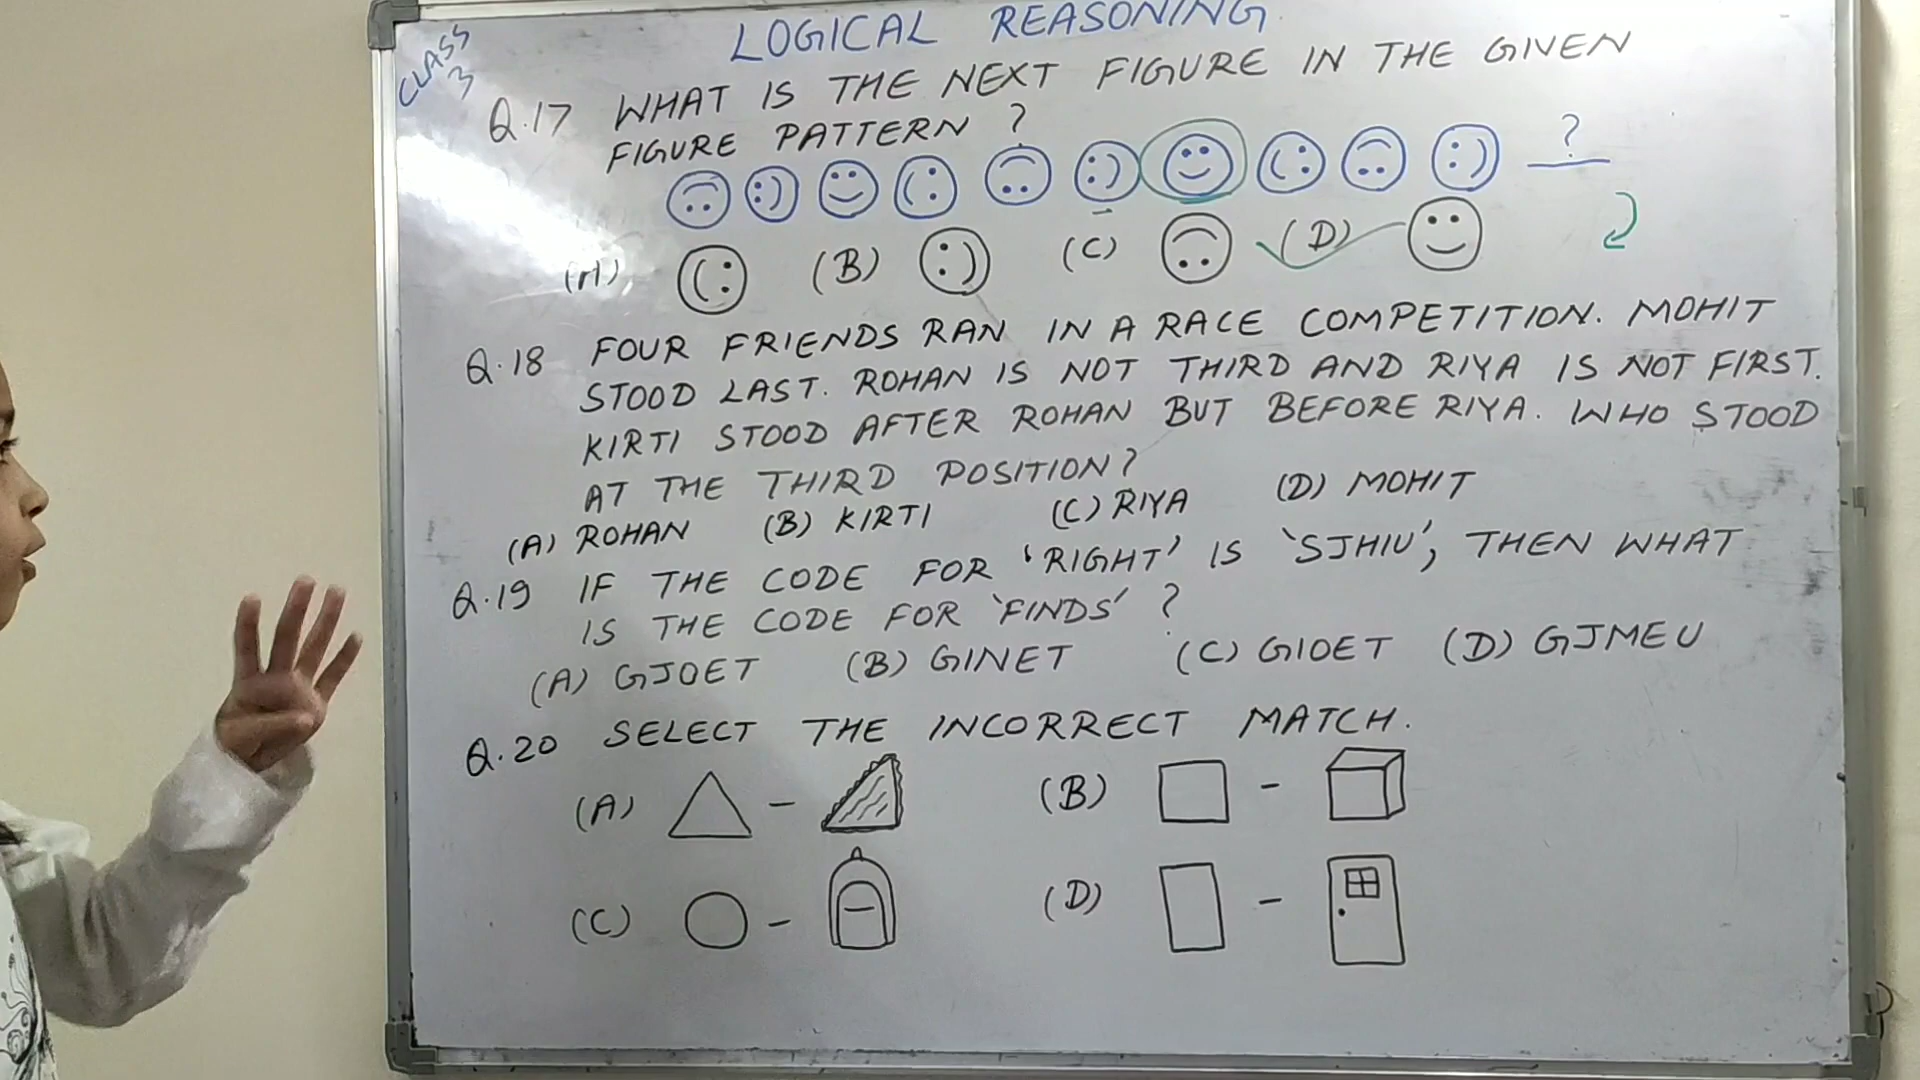 CLASS
3
LOGICAL REASONING
Q.17 WHAT IS THE NEXT FIGURE IN THE GIVEN
FIGURE PATTERN ?
?
(A) (B) (C) (D)
Q.18 FOUR FRIENDS RAN IN A RACE COMPETITION. MOHIT
STOOD LAST. ROHAN IS NOT THIRD AND RIYA IS NOT FIRST.
KIRTI STOOD AFTER ROHAN BUT BEFORE RIYA. WHO STOOD
AT THE THIRD POSITION?
(A) ROHAN (B) KIRTI (C) RIYA (D) MOHIT
Q.19 IF THE CODE FOR 'RIGHT' IS 'SJHIU', THEN WHAT
IS THE CODE FOR 'FINDS' ?
(A) GJOET (B) GINET (C) GIOET (D) GJMEU
Q.20 SELECT THE INCORRECT MATCH.
(A) - (B) -
(C) - (D) -